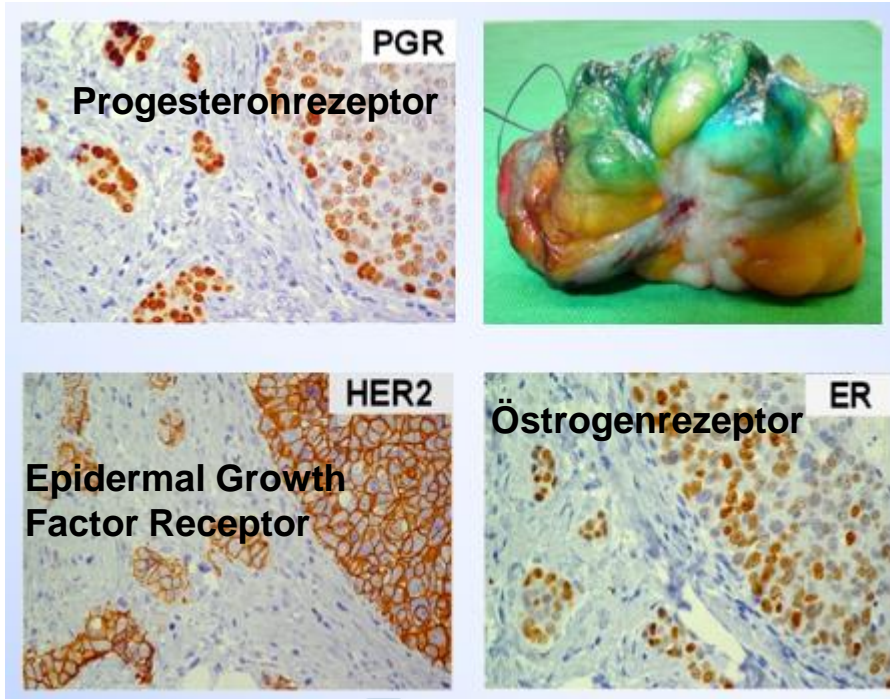 PGR
Progesteronrezeptor
HER2
Epidermal Growth
Factor Receptor
ER
Östrogenrezeptor